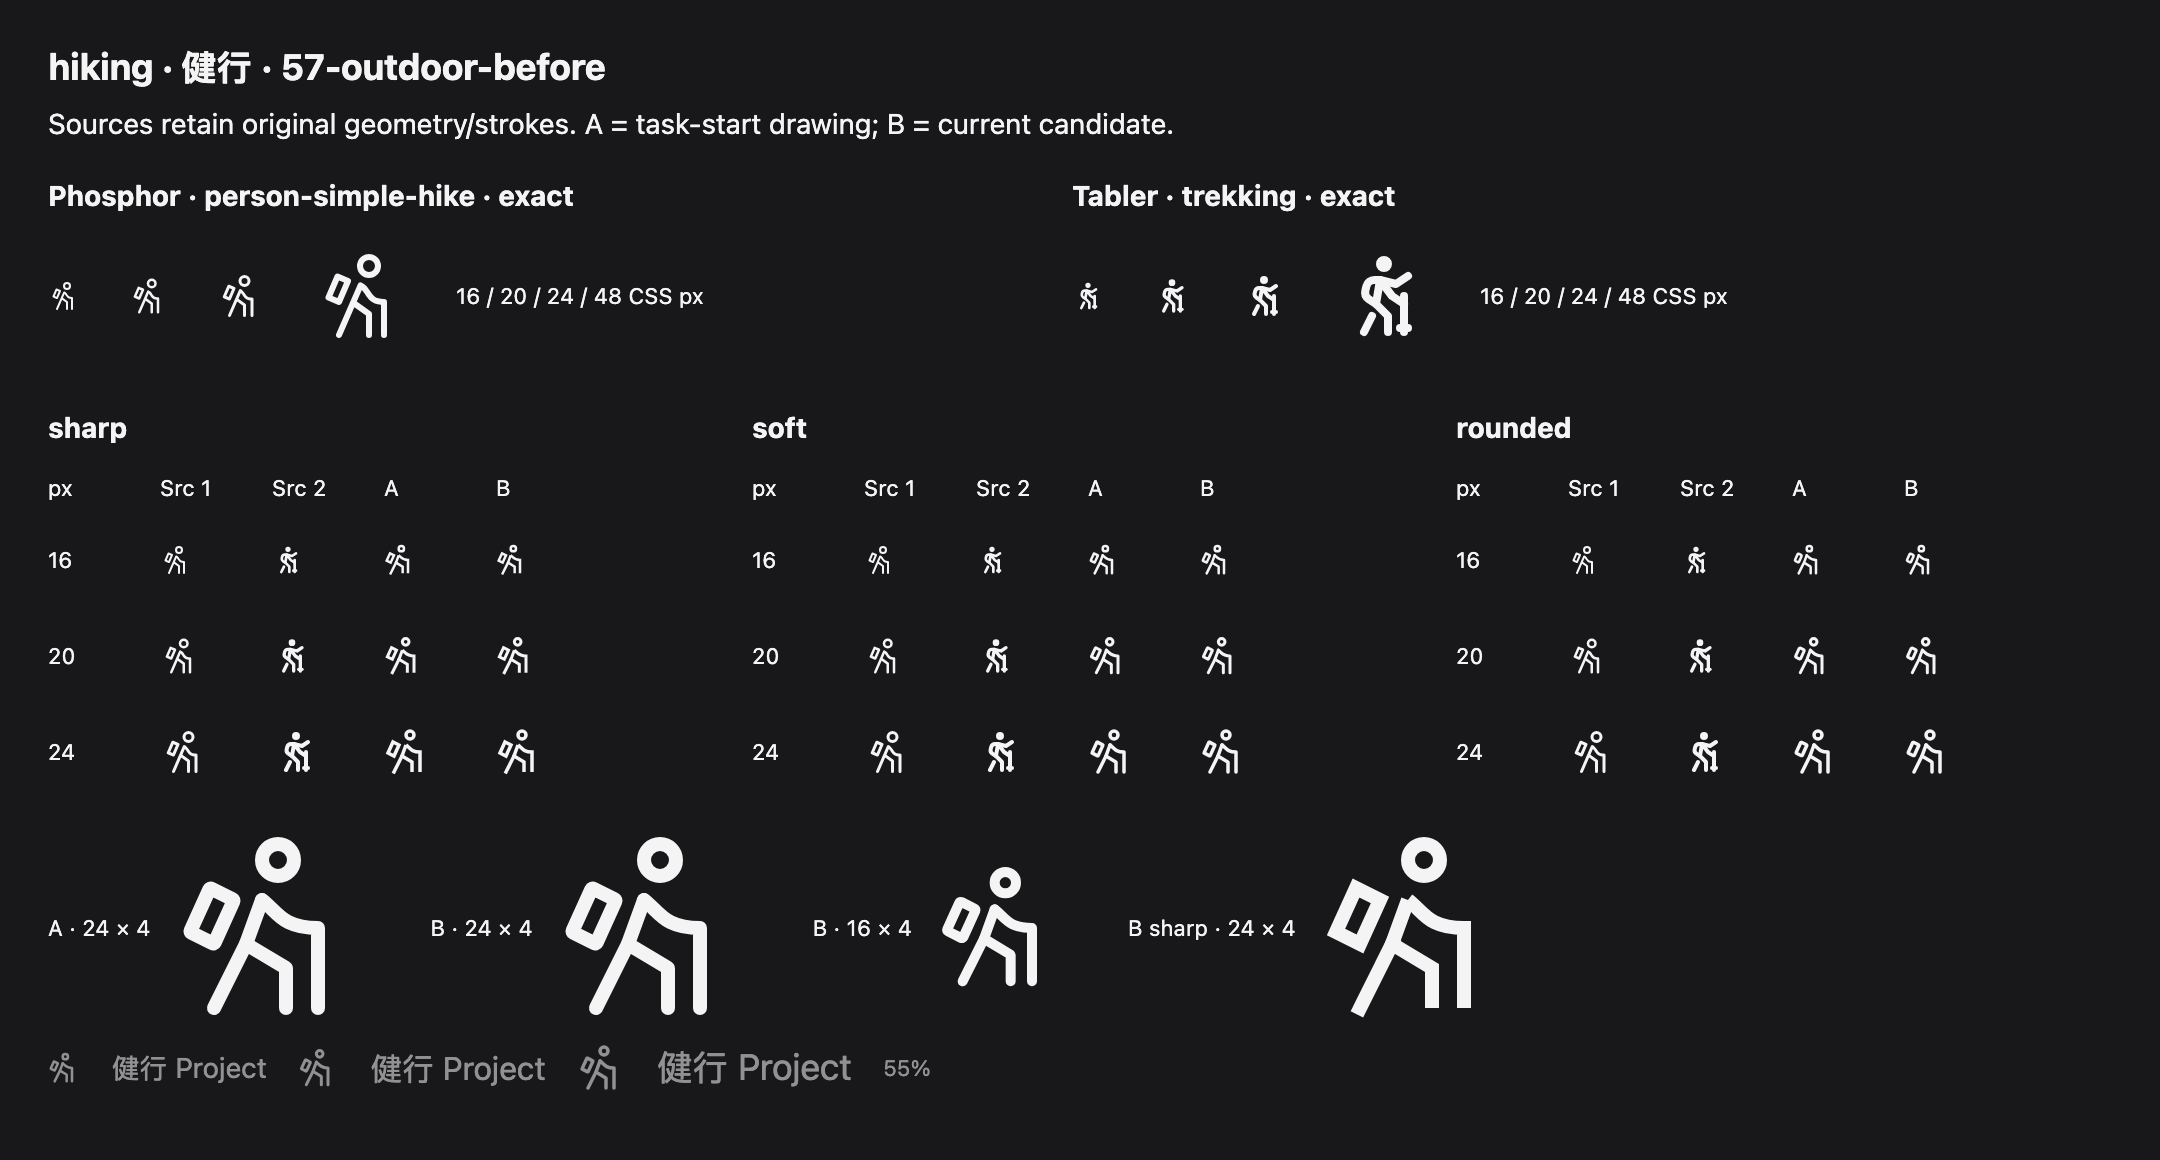 hiking · 健行 · 57-outdoor-before
Sources retain original geometry/strokes. A = task-start drawing; B = current candidate.
Phosphor · person-simple-hike · exact
16 / 20 / 24 / 48 CSS px
Tabler · trekking · exact
16 / 20 / 24 / 48 CSS px
sharp
px Src 1 Src 2 A B
16
20
24
soft
px Src 1 Src 2 A B
16
20
24
rounded
px Src 1 Src 2 A B
16
20
24
A · 24 × 4
B · 24 × 4
B · 16 × 4
B sharp · 24 × 4
健行 Project 健行 Project 健行 Project 55%